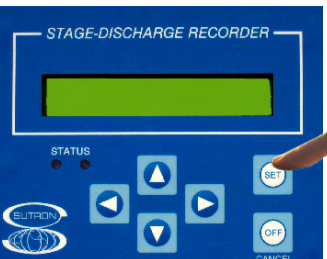 STAGE-DISCHARGE RECORDER
STATUS
SET
SUTRON
OFF
CANCEL